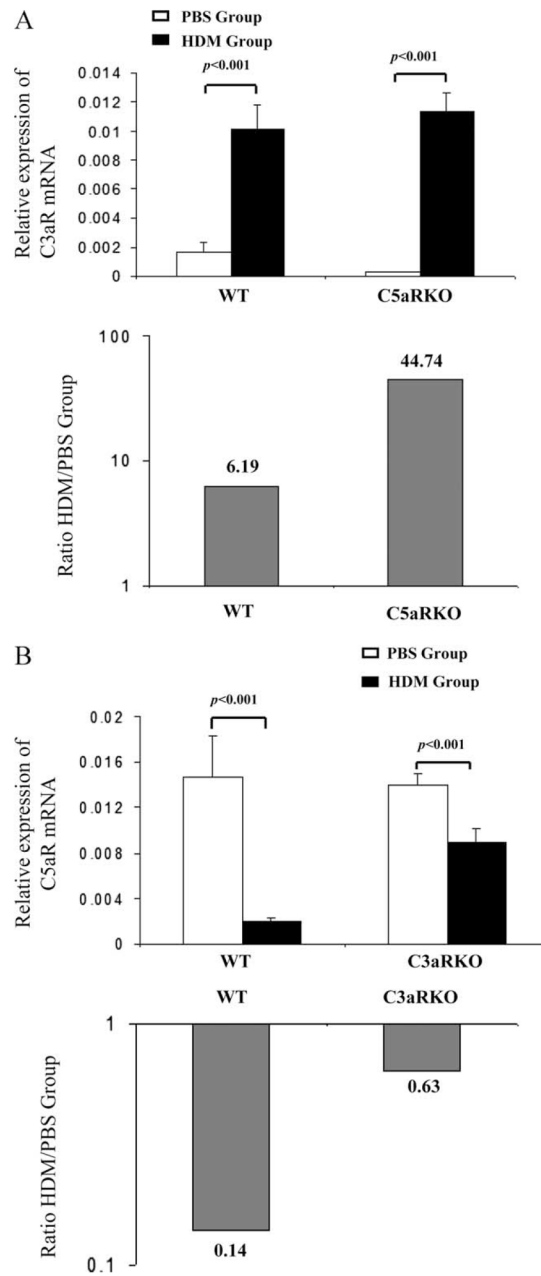 A
PBS Group
HDM Group
Relative expression of
C3aR mRNA
0.014
0.012
0.01
0.008
0.006
0.004
0.002
0
p<0.001
p<0.001
WT C5aRKO
Ratio HDM/PBS Group
100
10
1
6.19
44.74
WT C5aRKO
B
PBS Group
HDM Group
Relative expression of
C5aR mRNA
0.02
0.016
0.012
0.008
0.004
0
p<0.001
p<0.001
WT C3aRKO
WT C3aRKO
Ratio HDM/PBS Group
1
0.1
0.14
0.63